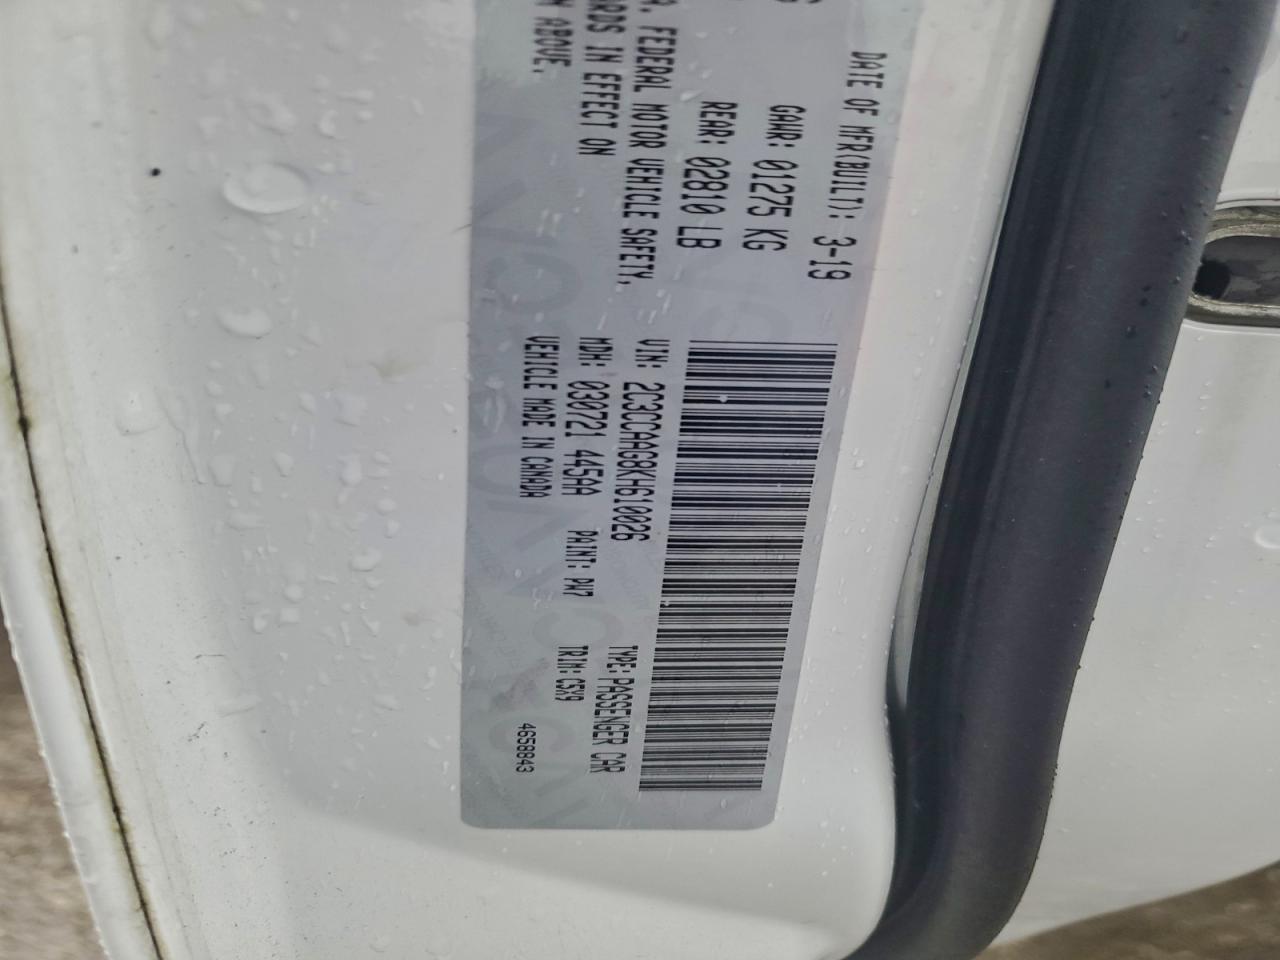 DATE OF MFR(BUILT): 3-19
GAWR: 01275 KG
REAR: 02810 LB
FEDERAL MOTOR VEHICLE SAFETY,
IN EFFECT ON
ABOVE.
VIN: 2C3CCAAG8KH610026
TYPE: PASSENGER CAR
MDH: 030721 445AA PAINT: PW7 TRIM: C5X9
VEHICLE MADE IN CANADA
4658843